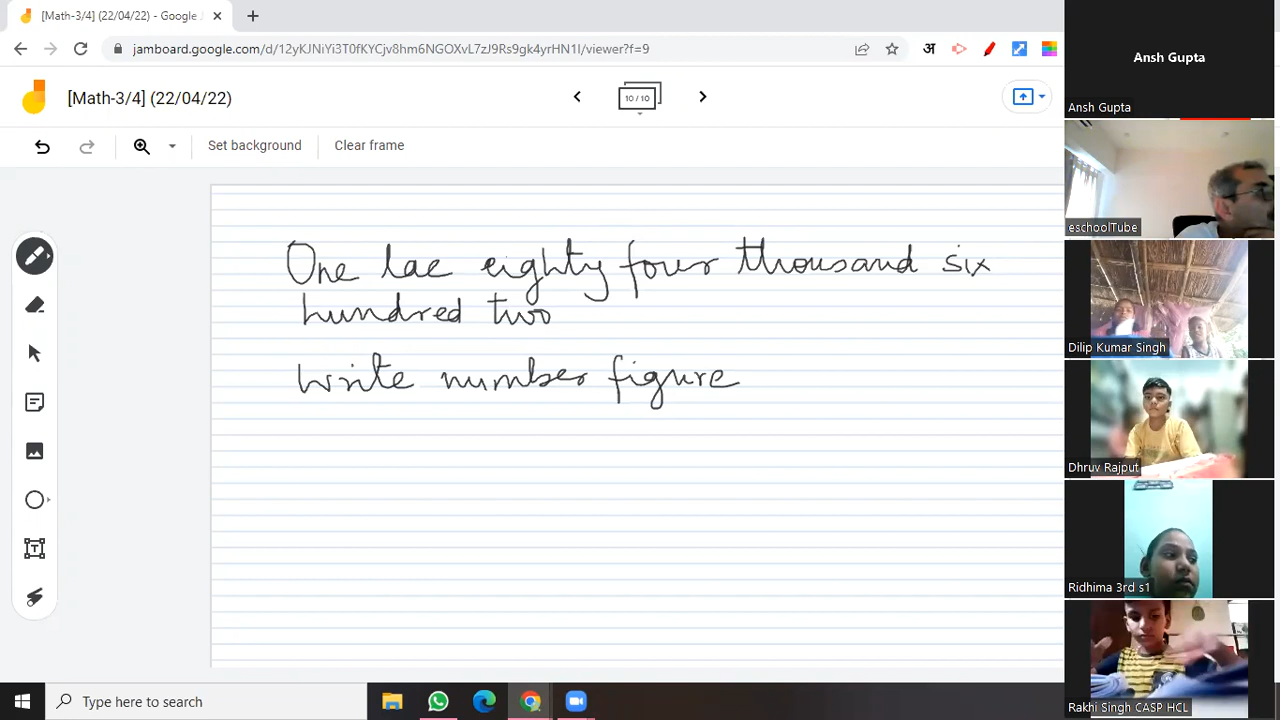 [Math-3/4] (22/04/22) - Google J
jamboard.google.com/d/12yKJNiYi3TBKYCjv8hm6NGOXvL7zJ9Rs9gk4yrHN1I/viewer?f=9
अ
[Math-3/4] (22/04/22)
10 / 10
Set background
Clear frame
One lac eighty four thousand six
hundred two
Write number figure
Ansh Gupta
Ansh Gupta
eschoolTube
Dilip Kumar Singh
Dhruv Rajput
Ridhima 3rd s1
Rakhi Singh CASP HCL
Type here to search